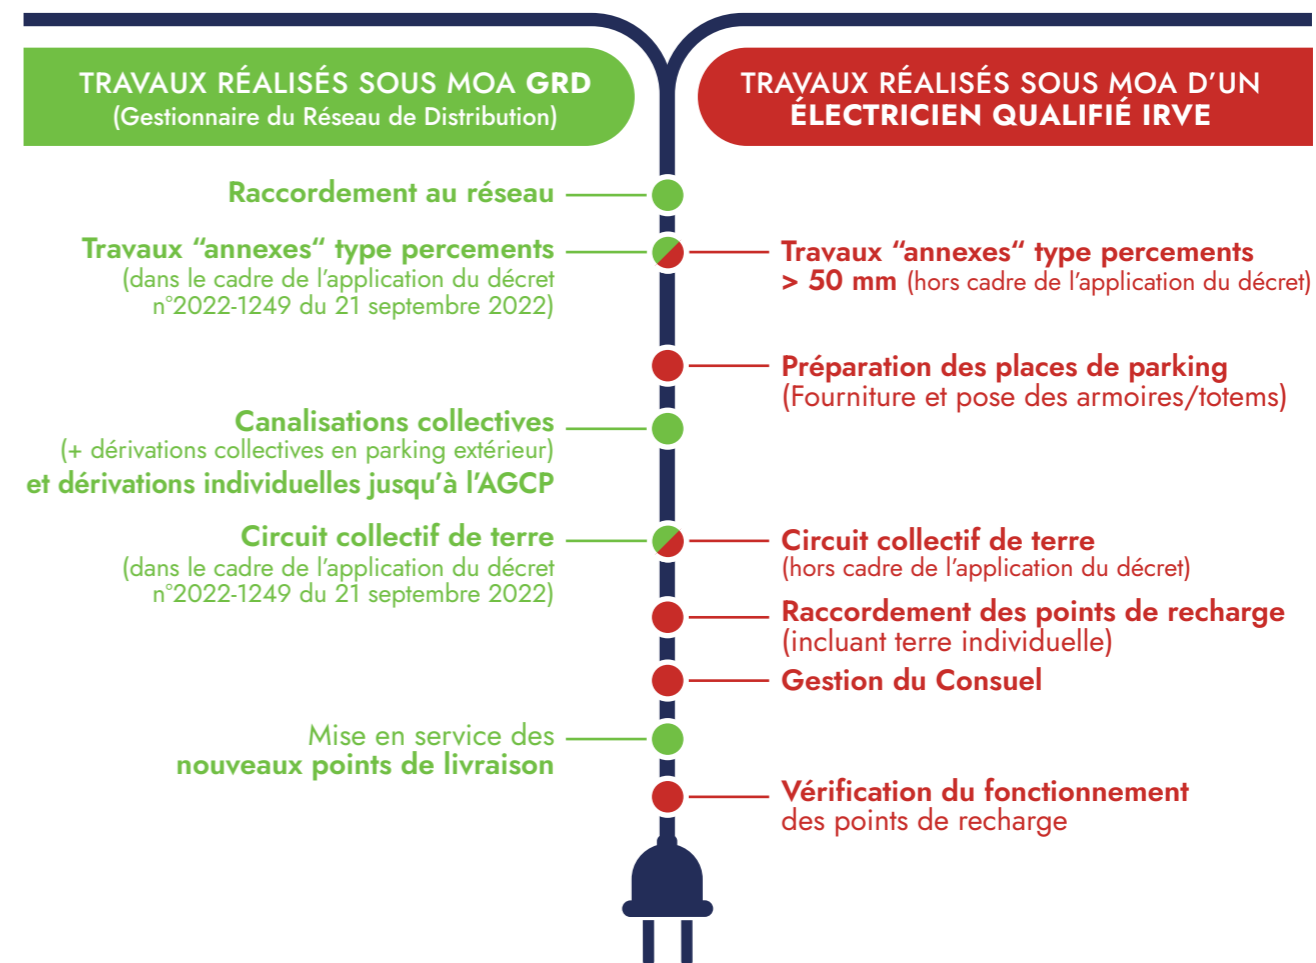 TRAVAUX RÉALISÉS SOUS MOA GRD
(Gestionnaire du Réseau de Distribution)
TRAVAUX RÉALISÉS SOUS MOA D’UN
ÉLECTRICIEN QUALIFIÉ IRVE
Raccordement au réseau
Travaux “annexes“ type percements
(dans le cadre de l’application du décret
n°2022-1249 du 21 septembre 2022)
Travaux “annexes“ type percements
> 50 mm (hors cadre de l’application du décret)
Préparation des places de parking
(Fourniture et pose des armoires/totems)
Canalisations collectives
(+ dérivations collectives en parking extérieur)
et dérivations individuelles jusqu’à l’AGCP
Circuit collectif de terre
(dans le cadre de l’application du décret
n°2022-1249 du 21 septembre 2022)
Circuit collectif de terre
(hors cadre de l’application du décret)
Raccordement des points de recharge
(incluant terre individuelle)
Gestion du Consuel
Mise en service des
nouveaux points de livraison
Vérification du fonctionnement
des points de recharge